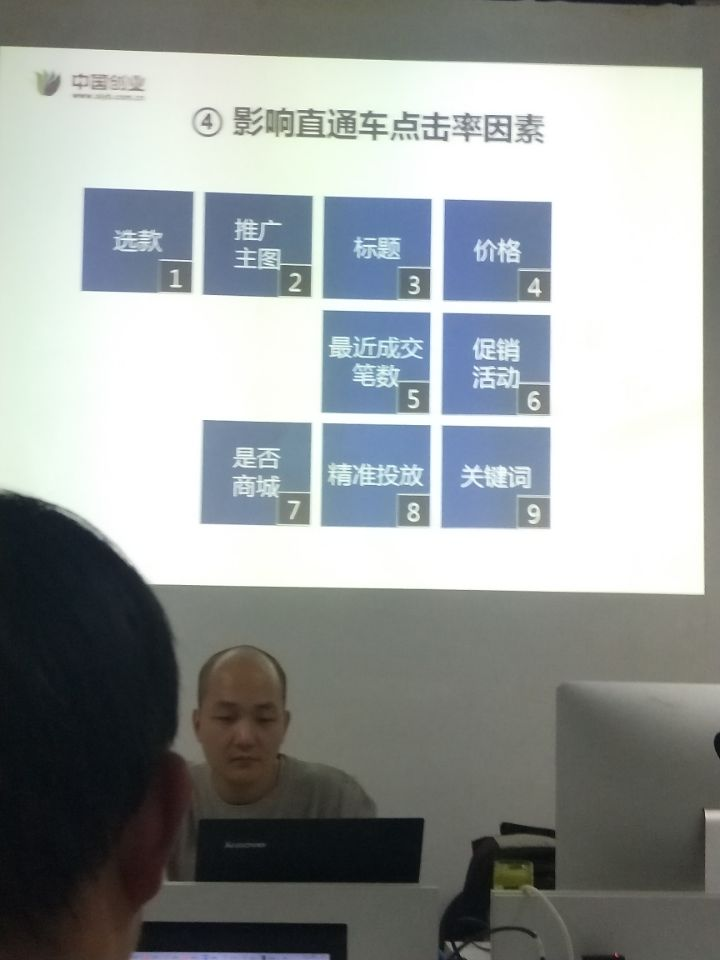 中国创业
④ 影响直通车点击率因素
选款
1
推广
主图
2
标题
3
价格
4
最近成交
笔数
5
促销
活动
6
是否
商城
7
精准投放
8
关键词
9
lenovo